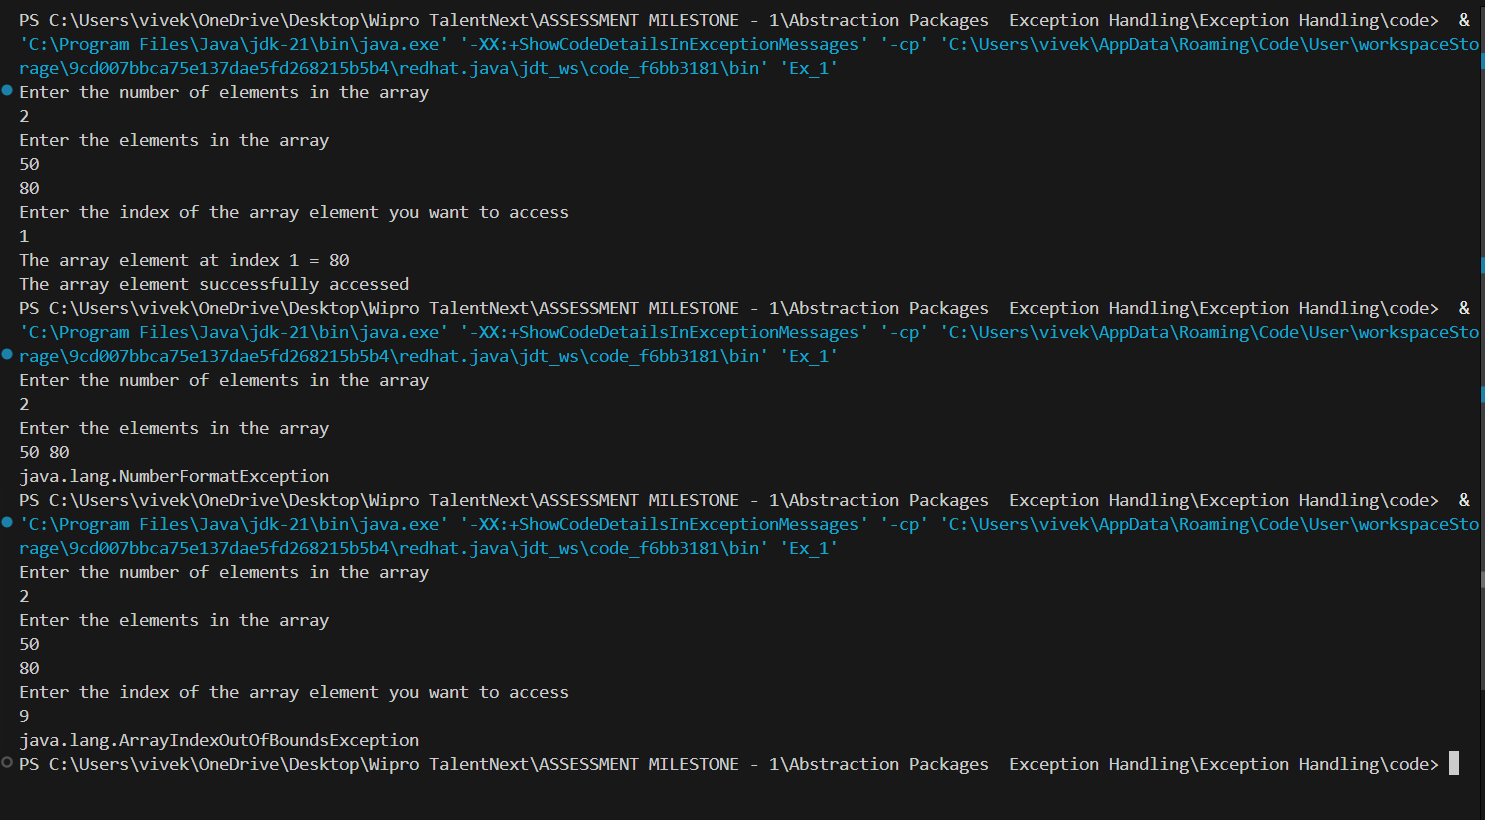 PS C:\Users\vivek\OneDrive\Desktop\Wipro TalentNext\ASSESSMENT MILESTONE - 1\Abstraction Packages  Exception Handling\Exception Handling\code>  &
'C:\Program Files\Java\jdk-21\bin\java.exe' '-XX:+ShowCodeDetailsInExceptionMessages' '-cp' 'C:\Users\vivek\AppData\Roaming\Code\User\workspaceSto
rage\9cd007bbca75e137dae5fd268215b5b4\redhat.java\jdt_ws\code_f6bb3181\bin' 'Ex_1'
Enter the number of elements in the array
2
Enter the elements in the array
50
80
Enter the index of the array element you want to access
1
The array element at index 1 = 80
The array element successfully accessed
PS C:\Users\vivek\OneDrive\Desktop\Wipro TalentNext\ASSESSMENT MILESTONE - 1\Abstraction Packages  Exception Handling\Exception Handling\code>  &
'C:\Program Files\Java\jdk-21\bin\java.exe' '-XX:+ShowCodeDetailsInExceptionMessages' '-cp' 'C:\Users\vivek\AppData\Roaming\Code\User\workspaceSto
rage\9cd007bbca75e137dae5fd268215b5b4\redhat.java\jdt_ws\code_f6bb3181\bin' 'Ex_1'
Enter the number of elements in the array
2
Enter the elements in the array
50 80
java.lang.NumberFormatException
PS C:\Users\vivek\OneDrive\Desktop\Wipro TalentNext\ASSESSMENT MILESTONE - 1\Abstraction Packages  Exception Handling\Exception Handling\code>  &
'C:\Program Files\Java\jdk-21\bin\java.exe' '-XX:+ShowCodeDetailsInExceptionMessages' '-cp' 'C:\Users\vivek\AppData\Roaming\Code\User\workspaceSto
rage\9cd007bbca75e137dae5fd268215b5b4\redhat.java\jdt_ws\code_f6bb3181\bin' 'Ex_1'
Enter the number of elements in the array
2
Enter the elements in the array
50
80
Enter the index of the array element you want to access
9
java.lang.ArrayIndexOutOfBoundsException
PS C:\Users\vivek\OneDrive\Desktop\Wipro TalentNext\ASSESSMENT MILESTONE - 1\Abstraction Packages  Exception Handling\Exception Handling\code>